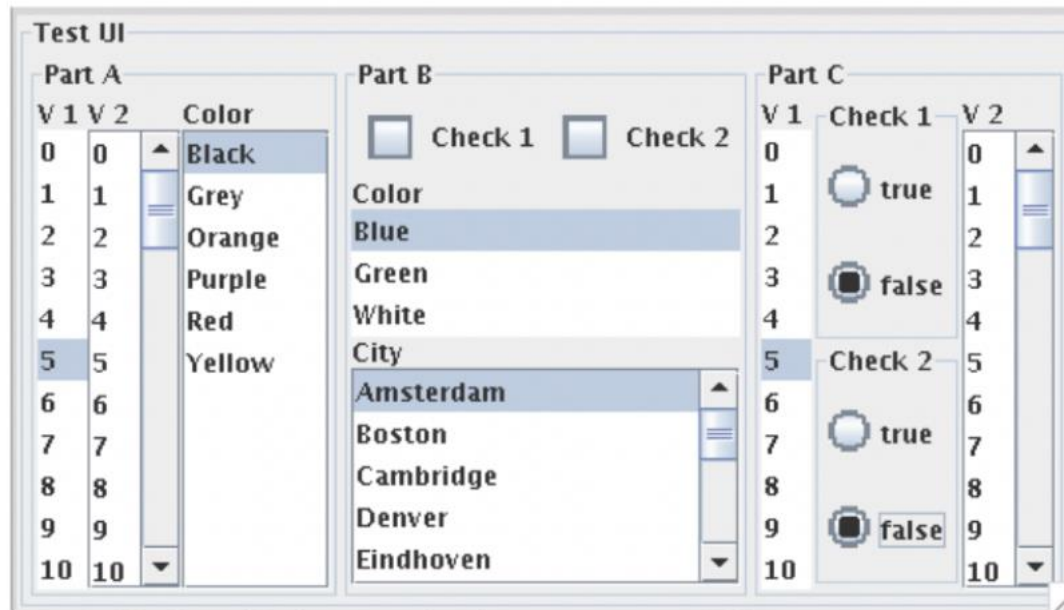 Test UI
Part A
V 1 V 2 Color
0 0 Black
1 1 Grey
2 2 Orange
3 3 Purple
4 4 Red
5 5 Yellow
6 6
7 7
8 8
9 9
10 10
Part B
Check 1 Check 2
Color
Blue
Green
White
City
Amsterdam
Boston
Cambridge
Denver
Eindhoven
Part C
V 1
0
1
2
3
4
5
6
7
8
9
10
Check 1
true
false
Check 2
true
false
V 2
0
1
2
3
4
5
6
7
8
9
10